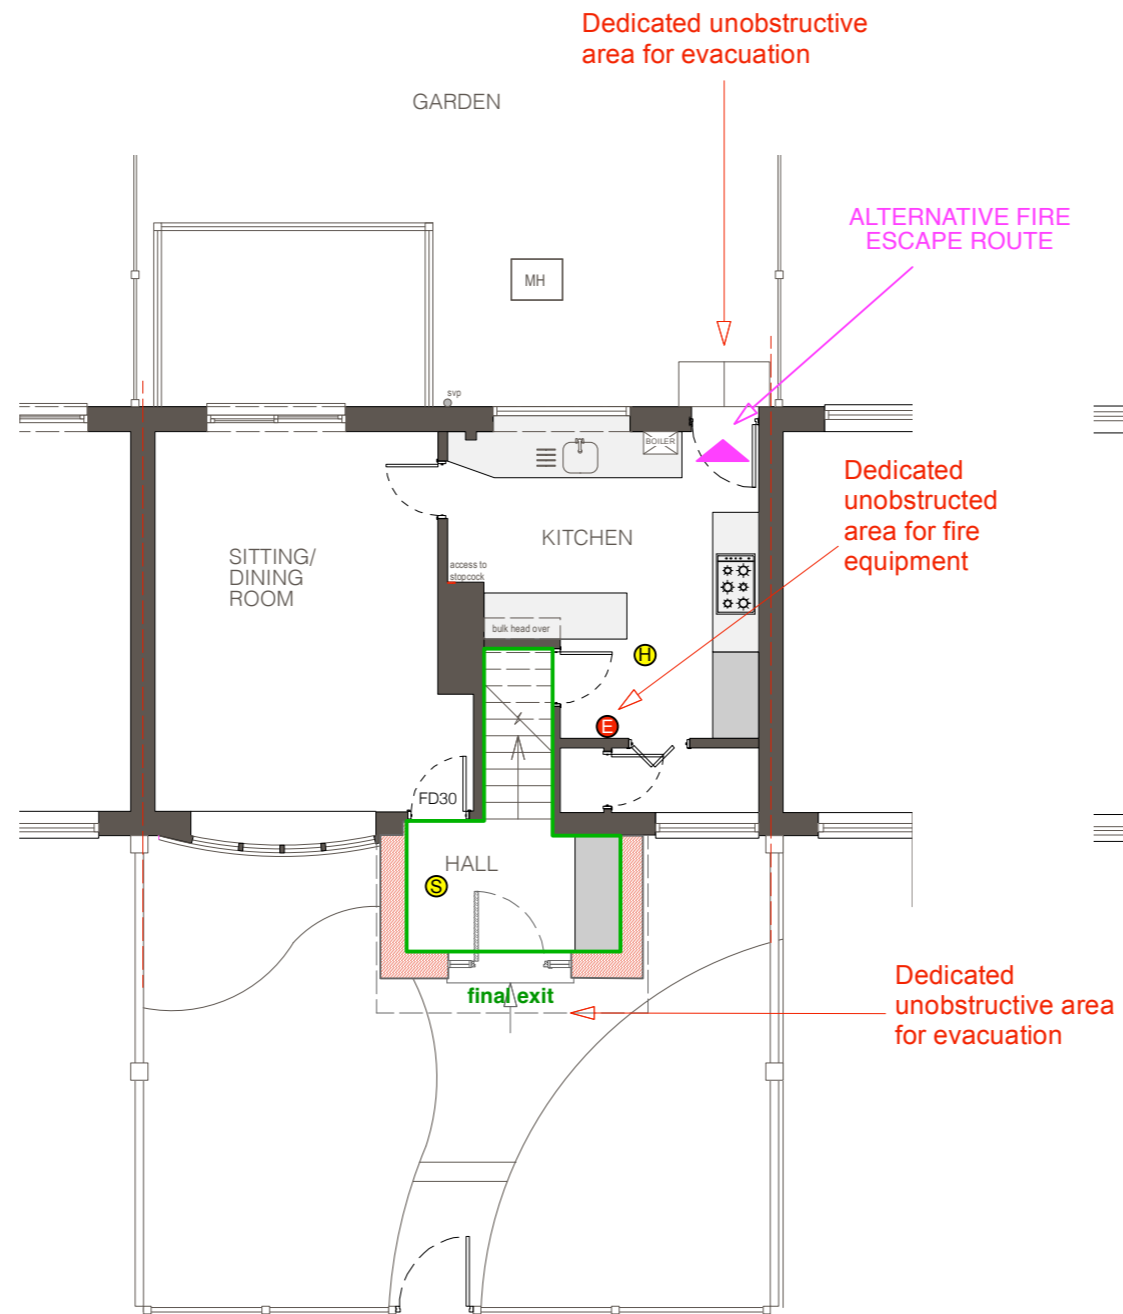 Dedicated unobstructive
area for evacuation
GARDEN
ALTERNATIVE FIRE
ESCAPE ROUTE
MH
svp
BOILER
Dedicated
unobstructed
area for fire
equipment
KITCHEN
SITTING/
DINING
ROOM
access to
stopcock
bulk head over
H
E
FD30
HALL
S
final exit
Dedicated
unobstructive area
for evacuation